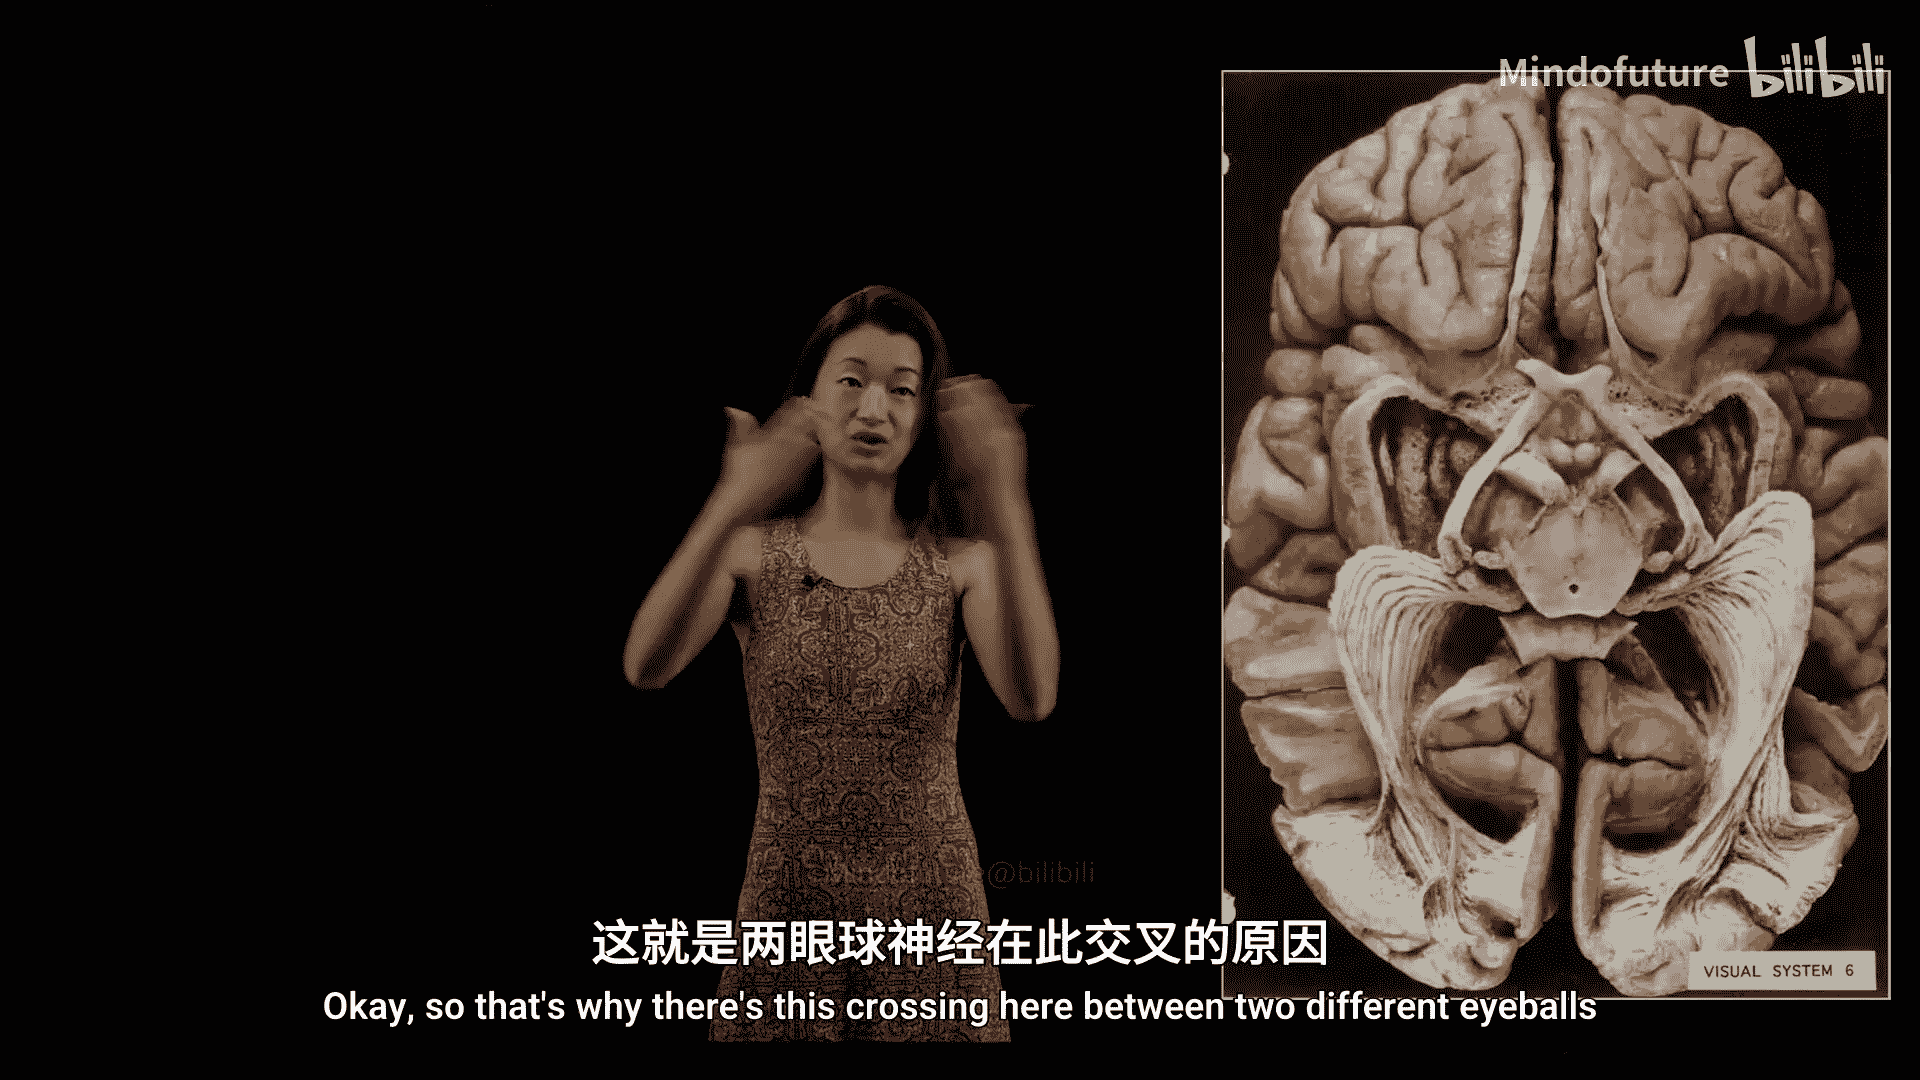 Mindofuture bilibili
@bilibili
VISUAL SYSTEM 6
这就是两眼球神经在此交叉的原因
Okay, so that's why there's this crossing here between two different eyeballs